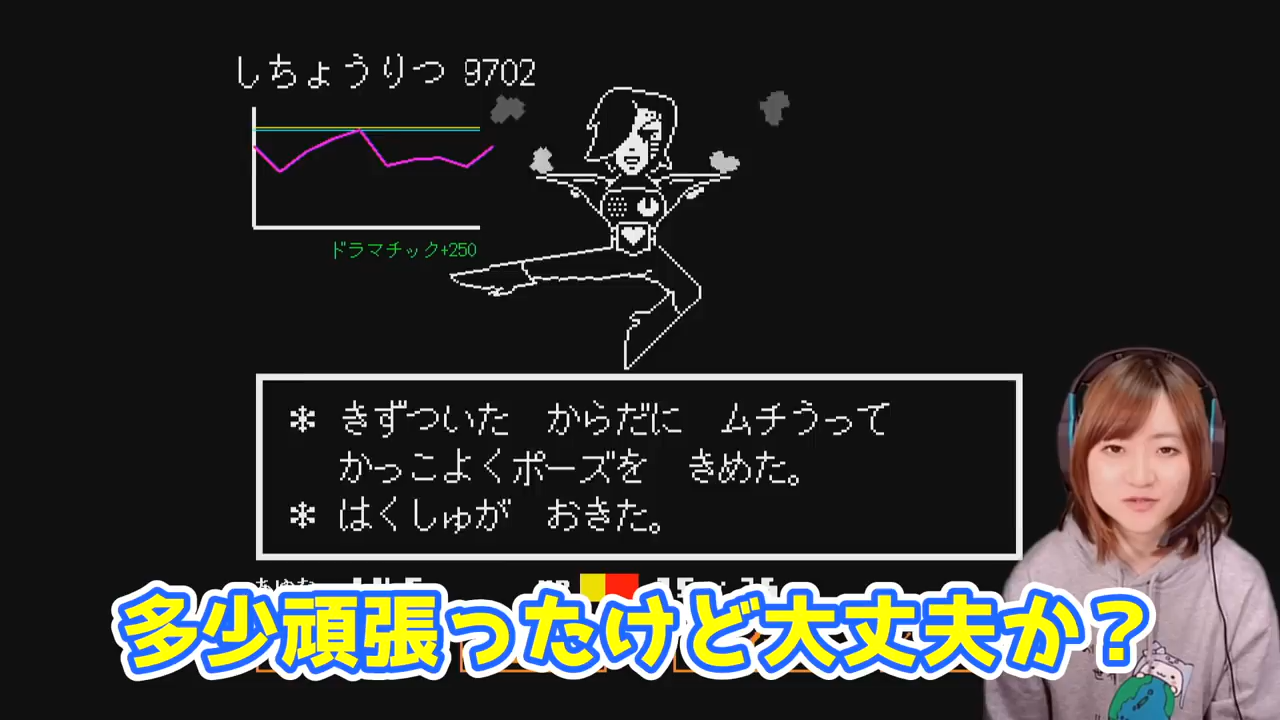 しちょうりつ 9702
ドラマチック+250
＊ きずついた からだに ムチうって
かっこよくポーズを きめた。
＊ はくしゅが おきた。
多少頑張ったけど大丈夫か？